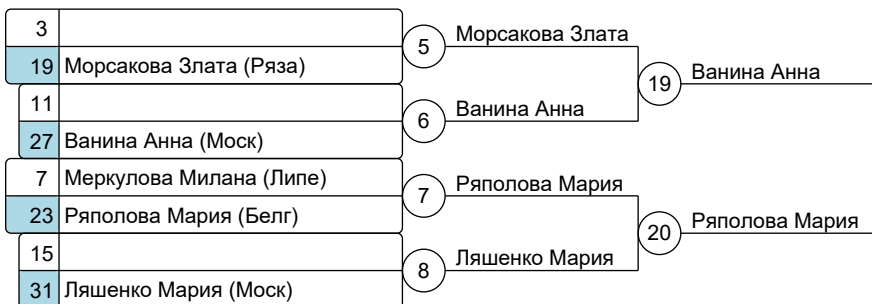 3
5
Морсакова Злата
19 Морсакова Злата (Ряза)
19
Ванина Анна
11
6
Ванина Анна
27 Ванина Анна (Моск)
7 Меркулова Милана (Липе)
7
Ряполова Мария
23 Ряполова Мария (Белг)
20
Ряполова Мария
15
8
Ляшенко Мария
31 Ляшенко Мария (Моск)